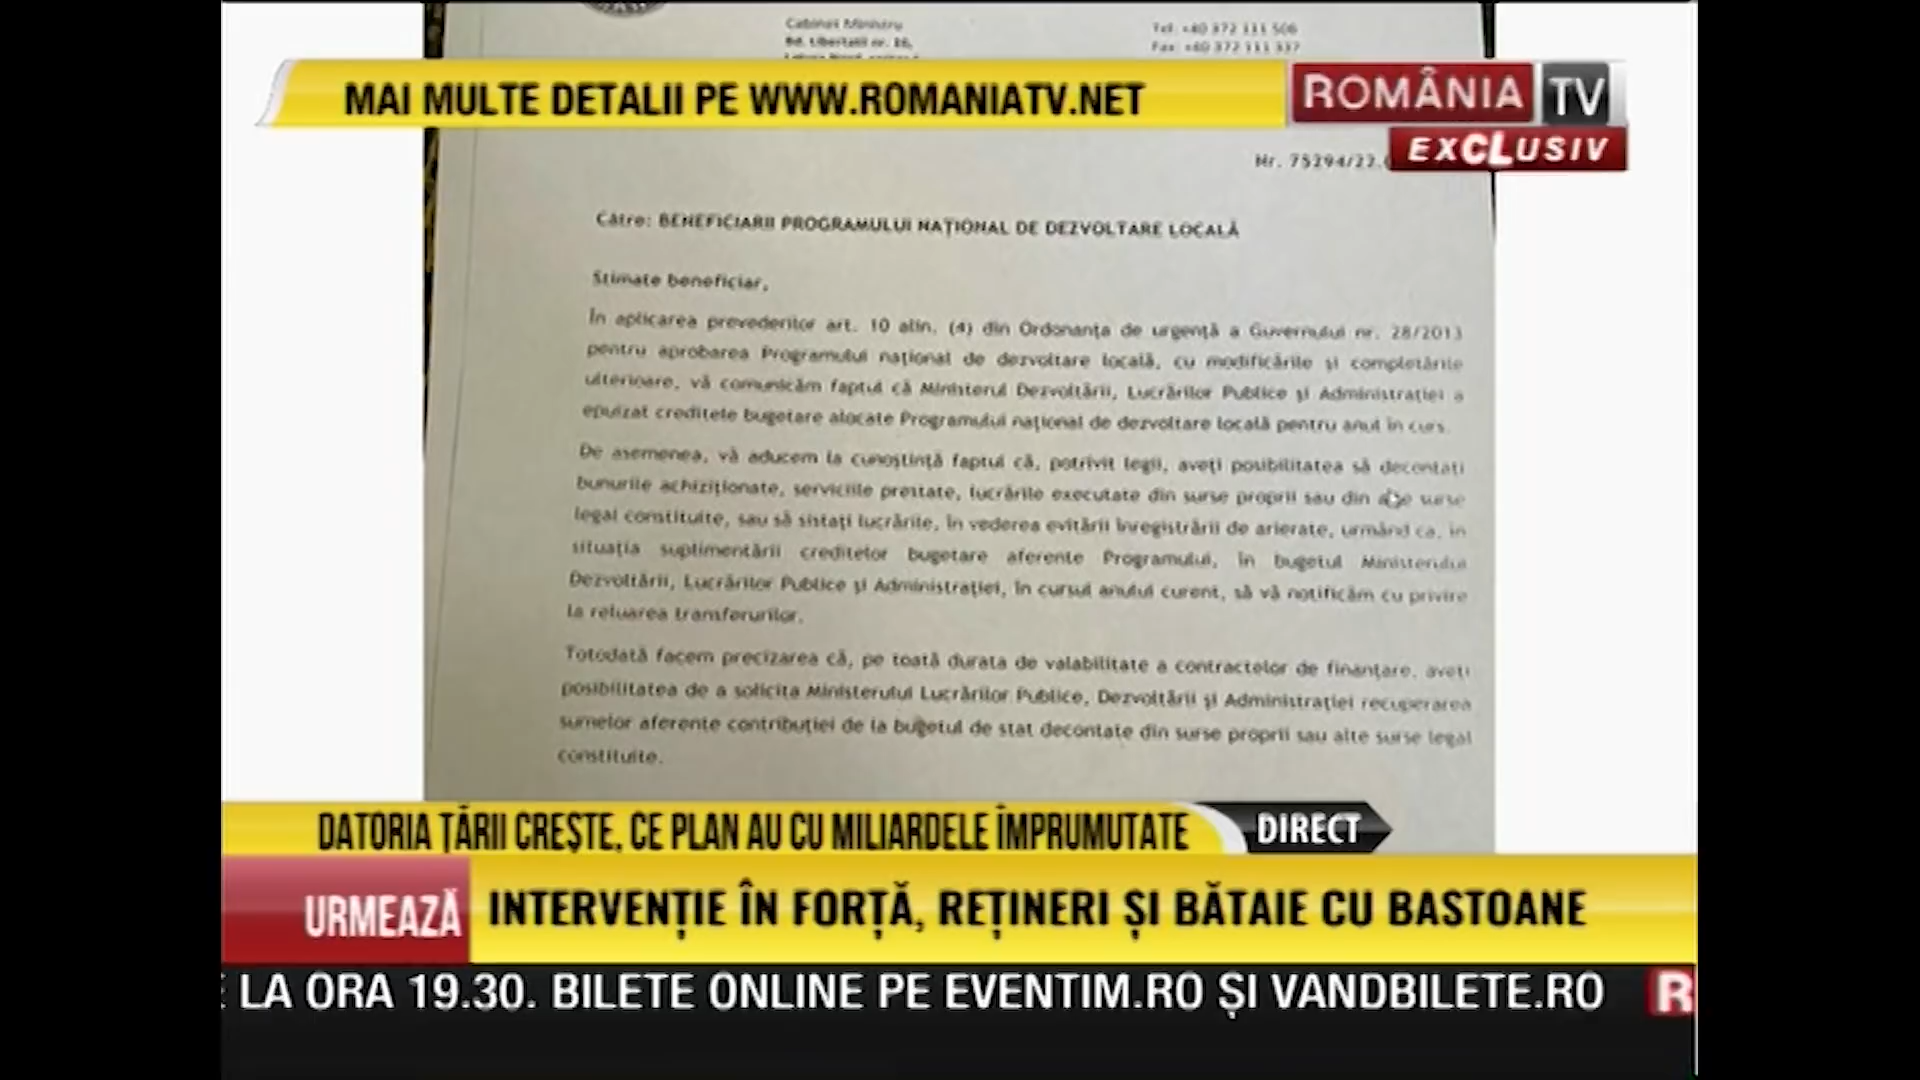 Cabinet Ministru
Bd. Libertății nr. 16,
Tel: +40 372 111 506
Fax: +40 372 111 337
MAI MULTE DETALII PE WWW.ROMANIATV.NET
ROMÂNIA TV
EXCLUSIV
Nr. 75294/22.
Către: BENEFICIARII PROGRAMULUI NAȚIONAL DE DEZVOLTARE LOCALĂ
Stimate beneficiar,
În aplicarea prevederilor art. 10 alin. (4) din Ordonanța de urgență a Guvernului nr. 28/2013
pentru aprobarea Programului național de dezvoltare locală, cu modificările și completările
ulterioare, vă comunicăm faptul că Ministerul Dezvoltării, Lucrărilor Publice și Administrației a
epuizat creditele bugetare alocate Programului național de dezvoltare locală pentru anul în curs.
De asemenea, vă aducem la cunoștință faptul că, potrivit legii, aveți posibilitatea să decontați
bunurile achiziționate, serviciile prestate, lucrările executate din surse proprii sau din alte surse
legal constituite, sau să sistați lucrările, în vederea evitării înregistrării de arierate, urmând ca, în
situația suplimentării creditelor bugetare aferente Programului, în bugetul Ministerului
Dezvoltării, Lucrărilor Publice și Administrației, în cursul anului curent, să vă notificăm cu privire
la reluarea transferurilor.
Totodată facem precizarea că, pe toată durata de valabilitate a contractelor de finanțare, aveți
posibilitatea de a solicita Ministerului Lucrărilor Publice, Dezvoltării și Administrației recuperarea
sumelor aferente contribuției de la bugetul de stat decontate din surse proprii sau alte surse legal
constituite.
DATORIA ȚĂRII CREȘTE, CE PLAN AU CU MILIARDELE ÎMPRUMUTATE
DIRECT
URMEAZĂ
INTERVENȚIE ÎN FORȚĂ, REȚINERI ȘI BĂTAIE CU BASTOANE
LA ORA 19.30. BILETE ONLINE PE EVENTIM.RO ȘI VANDBILETE.RO
R